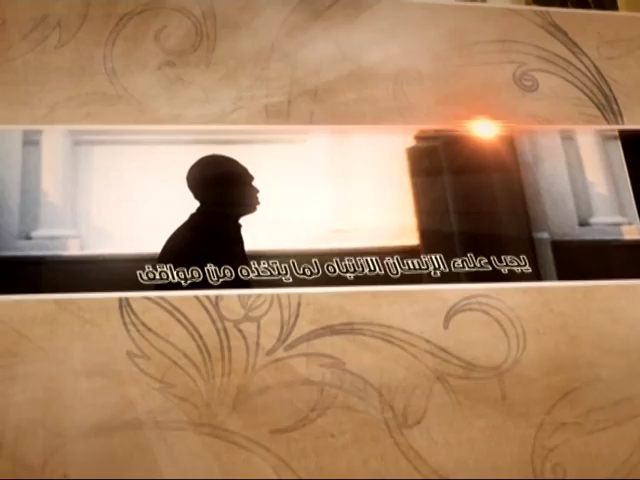 يجب على الإنسان الانتباه لما يتخذه من مواقف